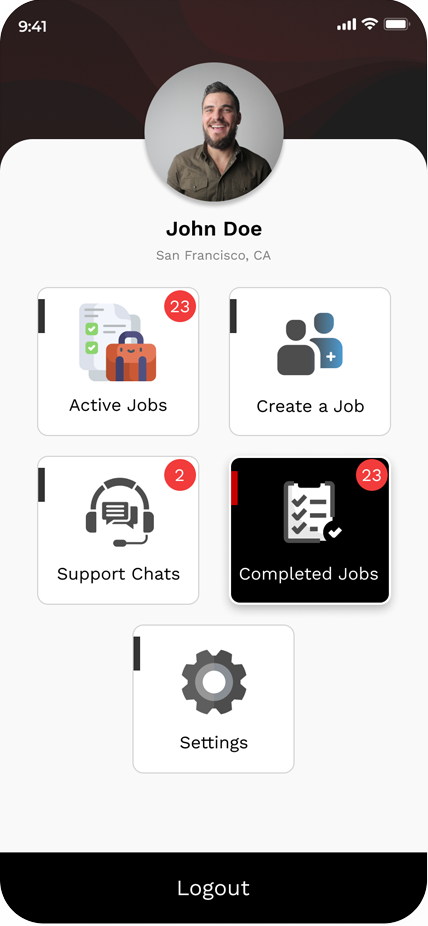 9:41
John Doe
San Francisco, CA
23
Active Jobs
Create a Job
2
Support Chats
23
Completed Jobs
Settings
Logout